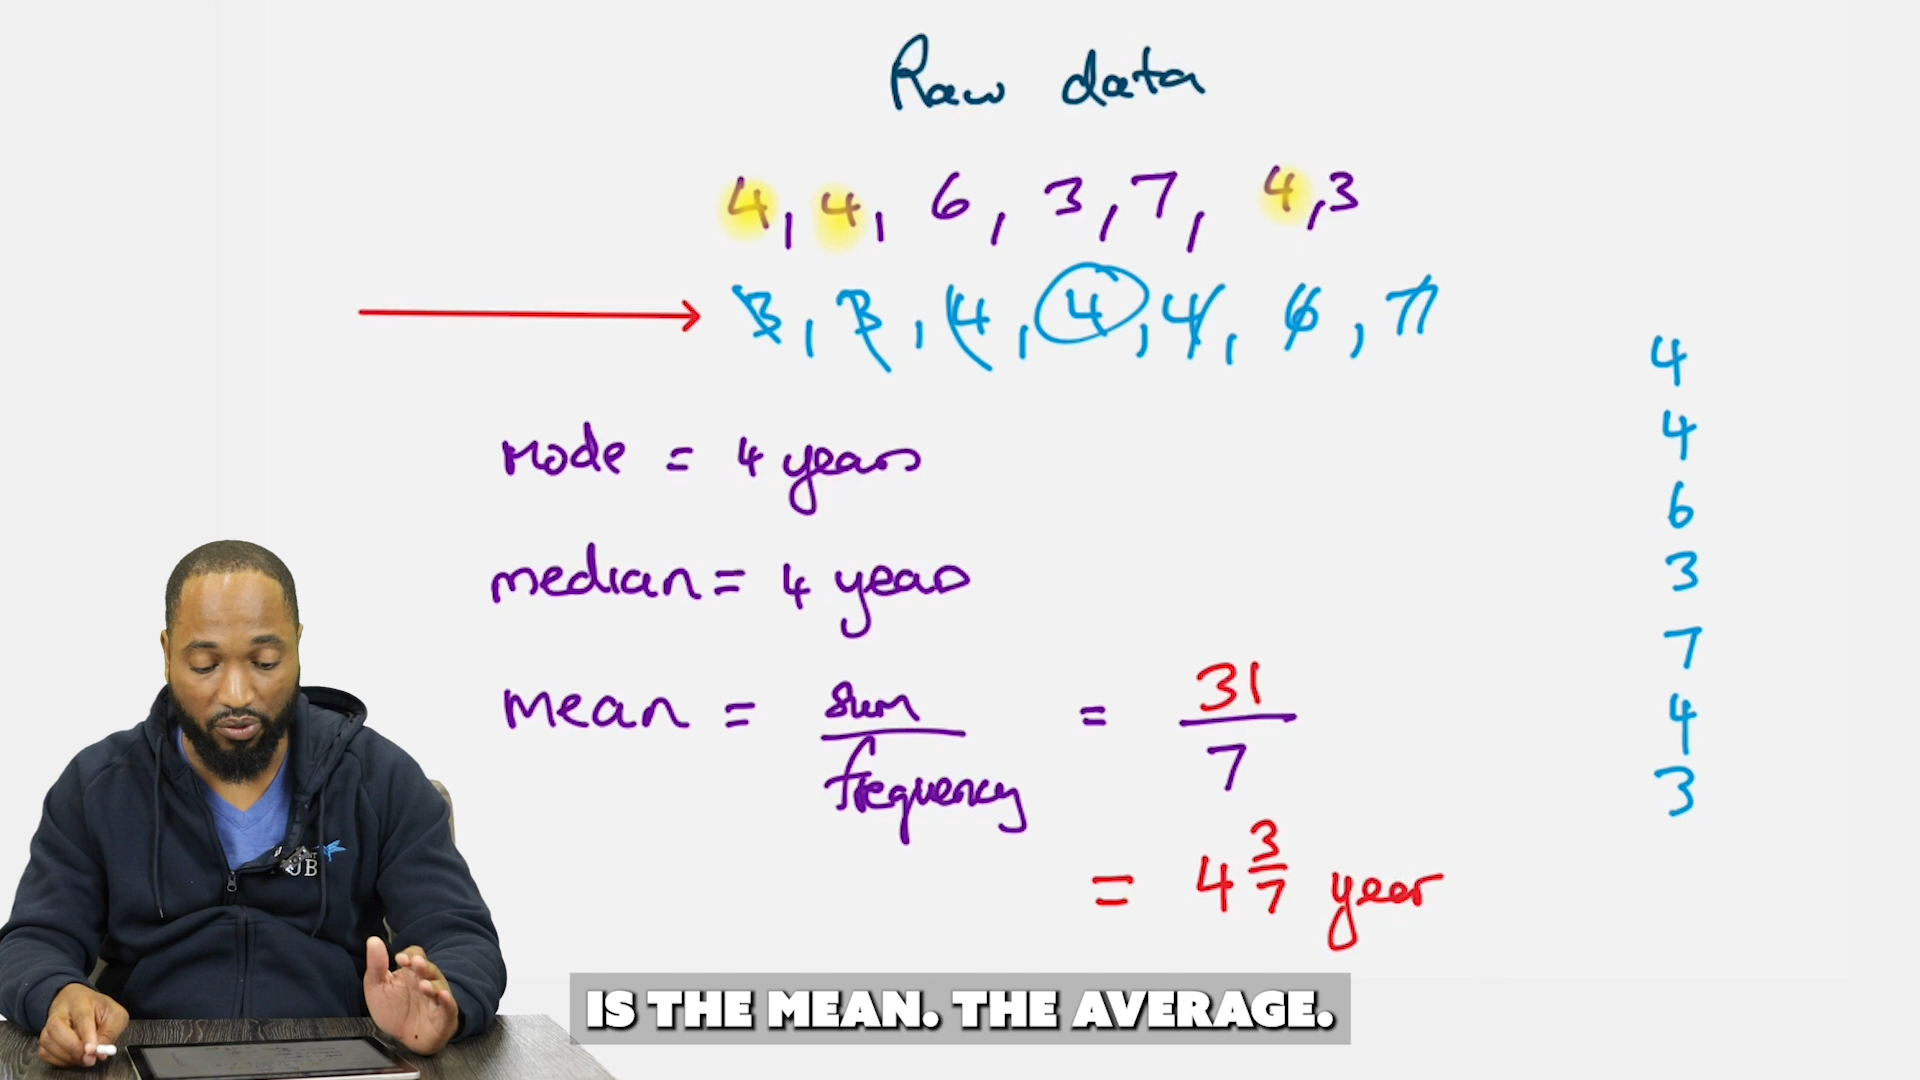 Raw data
4, 4, 6, 3, 7, 4, 3
3, 3, 4, 4, 4, 6, 7
mode = 4 years
median = 4 years
mean = sum / frequency = 31 / 7
= 4 3/7 year
4
4
6
3
7
4
3
UB
IS THE MEAN. THE AVERAGE.